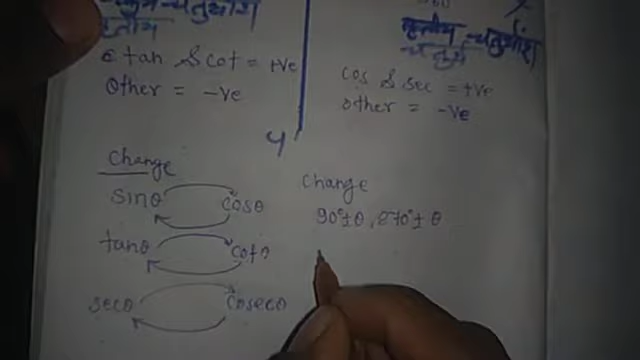 तृतीय
tan & cot = +ve
Other = -ve
तृतीय चतुर्थांश
चतुर्थ
cos & sec = +ve
other = -ve
y'
Change
sinθ cosθ
tanθ cotθ
secθ cosecθ
Change
90°±θ, 270°±θ